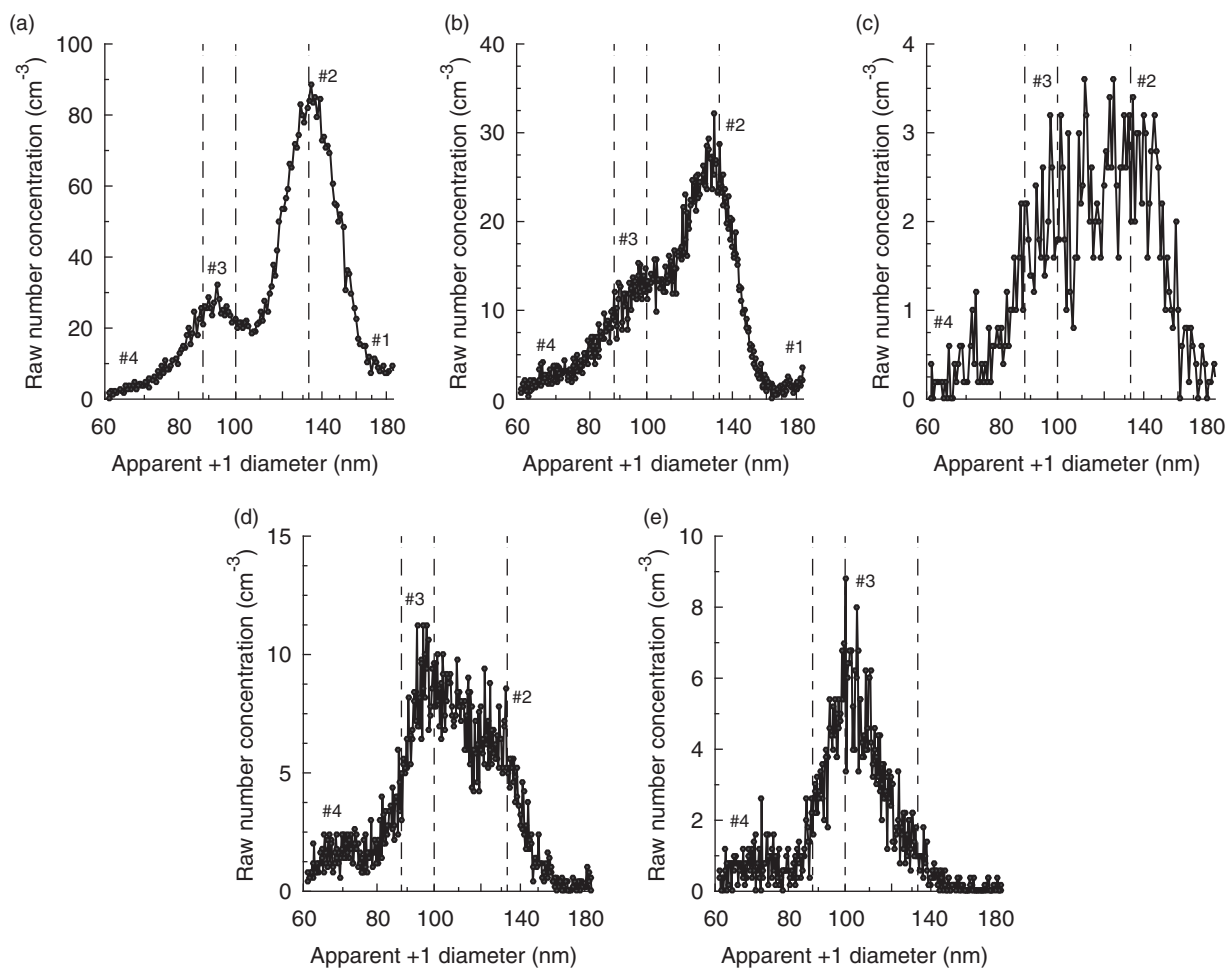 (a)
100
80
60
40
20
0
Raw number concentration (cm-3)
#4
#3
#2
#1
60 80 100 140 180
Apparent +1 diameter (nm)
(b)
40
30
20
10
0
Raw number concentration (cm-3)
#4
#3
#2
#1
60 80 100 140 180
Apparent +1 diameter (nm)
(c)
4
3
2
1
0
Raw number concentration (cm-3)
#4
#3
#2
60 80 100 140 180
Apparent +1 diameter (nm)
(d)
15
10
5
0
Raw number concentration (cm-3)
#4
#3
#2
60 80 100 140 180
Apparent +1 diameter (nm)
(e)
10
8
6
4
2
0
Raw number concentration (cm-3)
#4
#3
60 80 100 140 180
Apparent +1 diameter (nm)